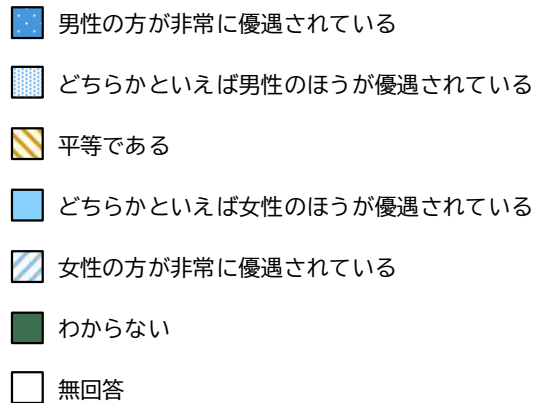 男性の方が非常に優遇されている
どちらかといえば男性のほうが優遇されている
平等である
どちらかといえば女性のほうが優遇されている
女性の方が非常に優遇されている
わからない
無回答